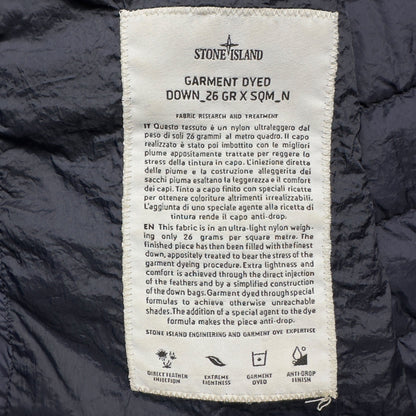 STONE ISLAND
GARMENT DYED
DOWN_26 GR X SQM_N
FABRIC RESEARCH AND TREATMENT
IT Questo tessuto è un nylon ultraleggero dal
peso di soli 26 grammi al metro quadro. Il capo
realizzato è stato poi imbottito con le migliori
piume appositamente trattate per reggere lo
stress della tintura in capo. L'iniezione diretta
delle piume e la costruzione alleggerita dei
sacchi piuma esaltano la leggerezza e il comfort
dei capi. Tinto a capo finito con speciali ricette
per ottenere coloriture altrimenti irrealizzabili.
L'aggiunta di uno speciale agente alla ricetta di
tintura rende il capo anti-drop.
EN This fabric is in an ultra-light nylon weigh-
ing only 26 grams per square metre. The
finished piece has then been filled with the finest
down, appositely treated to bear the stress of the
garment dyeing procedure. Extra lightness and
comfort is achieved through the direct injection
of the feathers and by a simplified construction
of the down bags. Garment dyed through special
formulas to achieve otherwise unreachable
shades. The addition of a special agent to the dye
formula makes the piece anti-drop.
STONE ISLAND ENGINEERING AND GARMENT DYE EXPERTISE
DIRECT FEATHER
INJECTION
EXTREME
LIGHTNESS
GARMENT
DYED
ANTI-DROP
FINISH